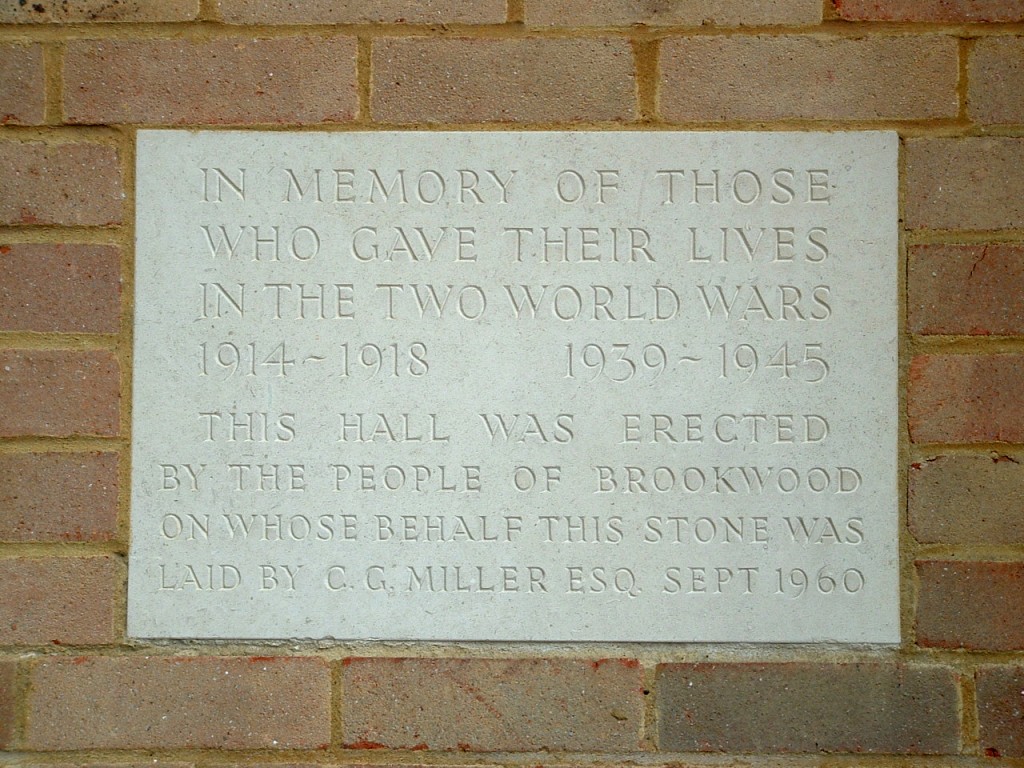 IN MEMORY OF THOSE
WHO GAVE THEIR LIVES
IN THE TWO WORLD WARS
1914~1918 1939~1945
THIS HALL WAS ERECTED
BY THE PEOPLE OF BROOKWOOD
ON WHOSE BEHALF THIS STONE WAS
LAID BY C. G. MILLER ESQ. SEPT 1960